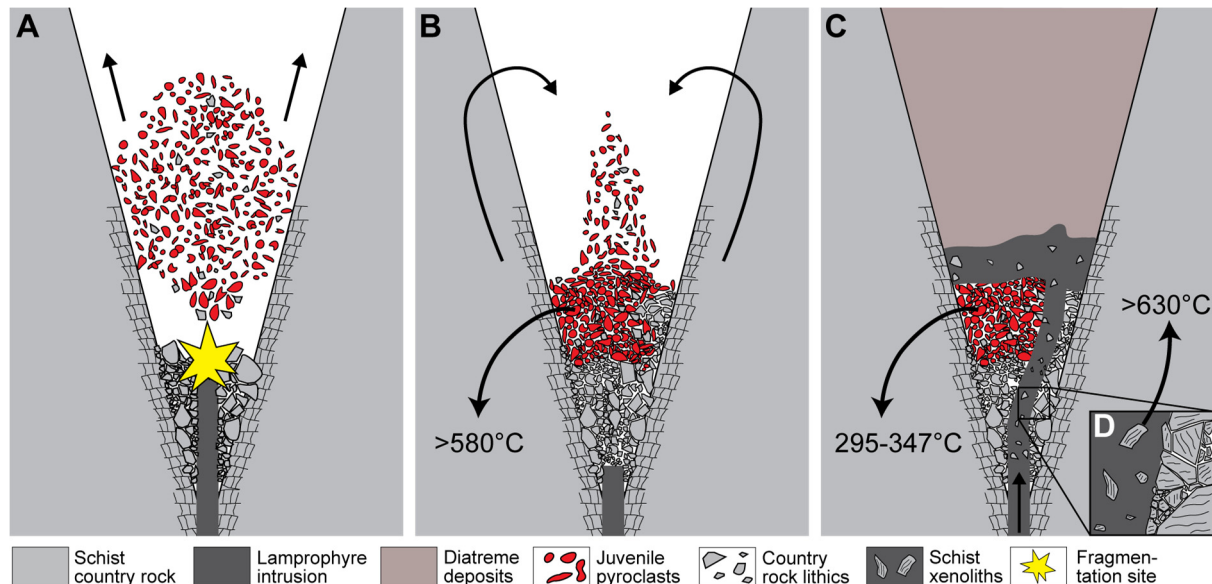 A
B
C
>580°C
295-347°C
>630°C
D
Schist
country rock
Lamprophyre
intrusion
Diatreme
deposits
Juvenile
pyroclasts
Country
rock lithics
Schist
xenoliths
Fragmen-
tation site